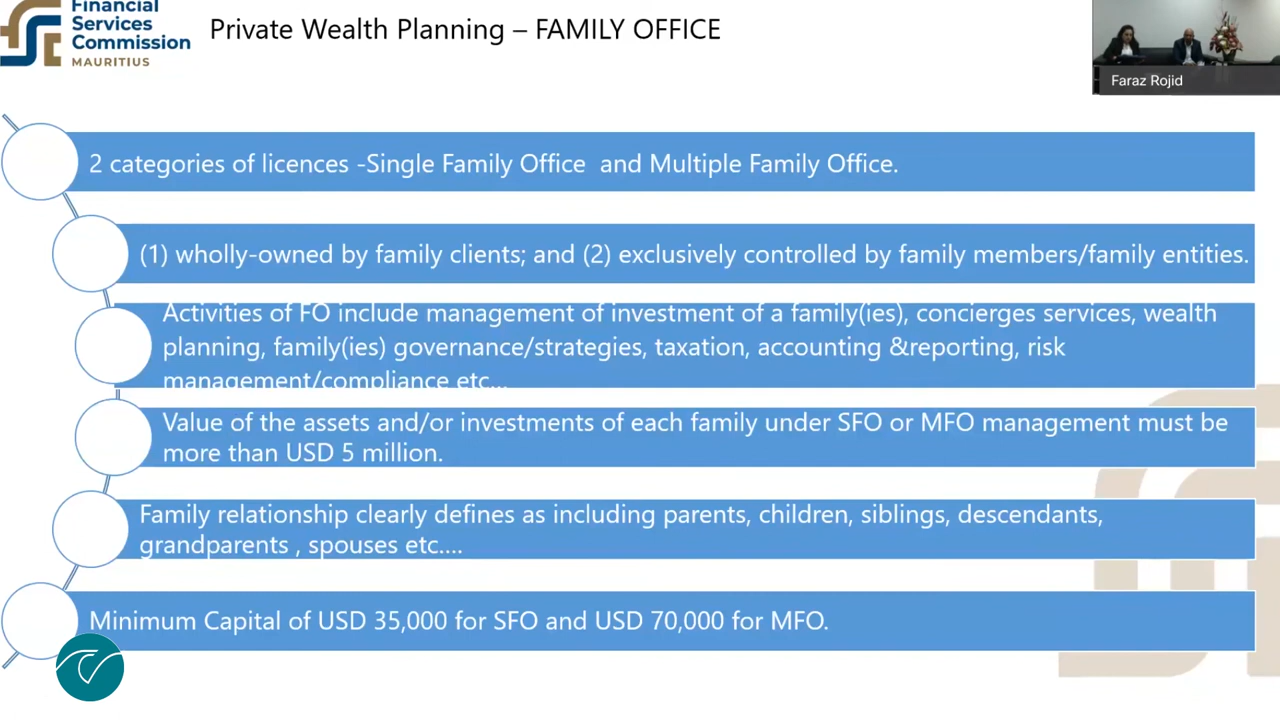 Financial
Services
Commission
MAURITIUS
Private Wealth Planning – FAMILY OFFICE
Faraz Rojid
2 categories of licences -Single Family Office  and Multiple Family Office.
(1) wholly-owned by family clients; and (2) exclusively controlled by family members/family entities.
Activities of FO include management of investment of a family(ies), concierges services, wealth
planning, family(ies) governance/strategies, taxation, accounting &reporting, risk
management/compliance etc...
Value of the assets and/or investments of each family under SFO or MFO management must be
more than USD 5 million.
Family relationship clearly defines as including parents, children, siblings, descendants,
grandparents , spouses etc....
Minimum Capital of USD 35,000 for SFO and USD 70,000 for MFO.